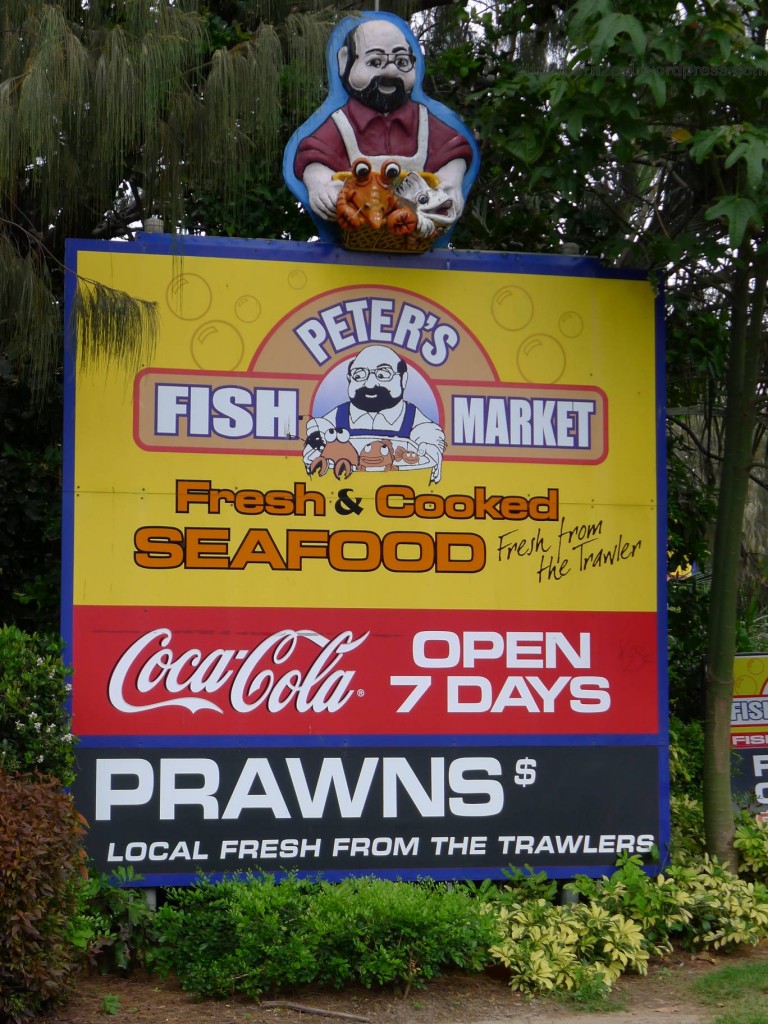 PETER'S
FISH MARKET
Fresh & Cooked
SEAFOOD
Fresh from
the Trawler
Coca-Cola®
OPEN
7 DAYS
PRAWNS $
LOCAL FRESH FROM THE TRAWLERS